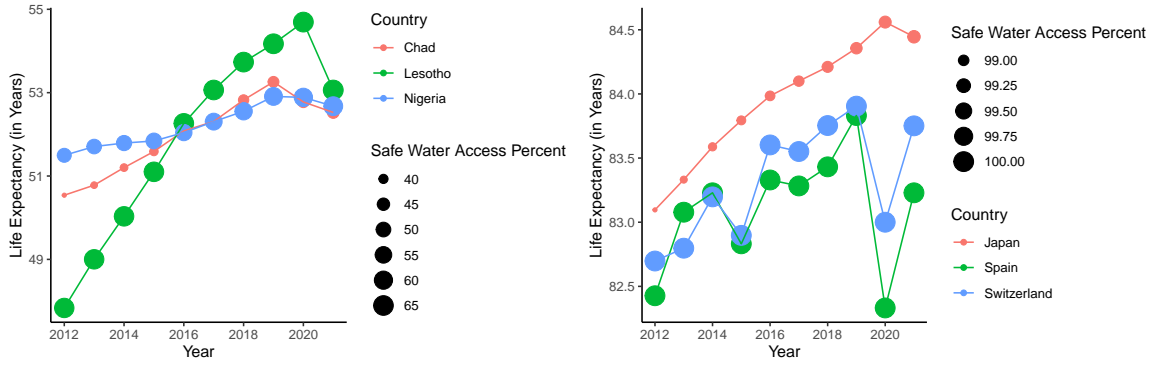 55
53
51
49
Life Expectancy (in Years)
2012 2014 2016 2018 2020
Year
Country
Chad
Lesotho
Nigeria
Safe Water Access Percent
40
45
50
55
60
65
84.5
84.0
83.5
83.0
82.5
Life Expectancy (in Years)
2012 2014 2016 2018 2020
Year
Safe Water Access Percent
99.00
99.25
99.50
99.75
100.00
Country
Japan
Spain
Switzerland